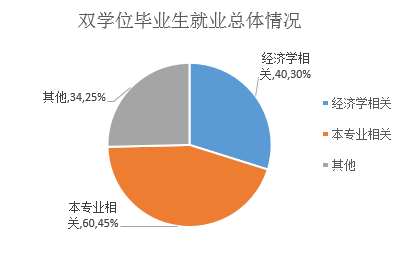 双学位毕业生就业总体情况
经济学相
关,40,30%
其他,34,25%
本专业相
关,60,45%
经济学相关
本专业相关
其他